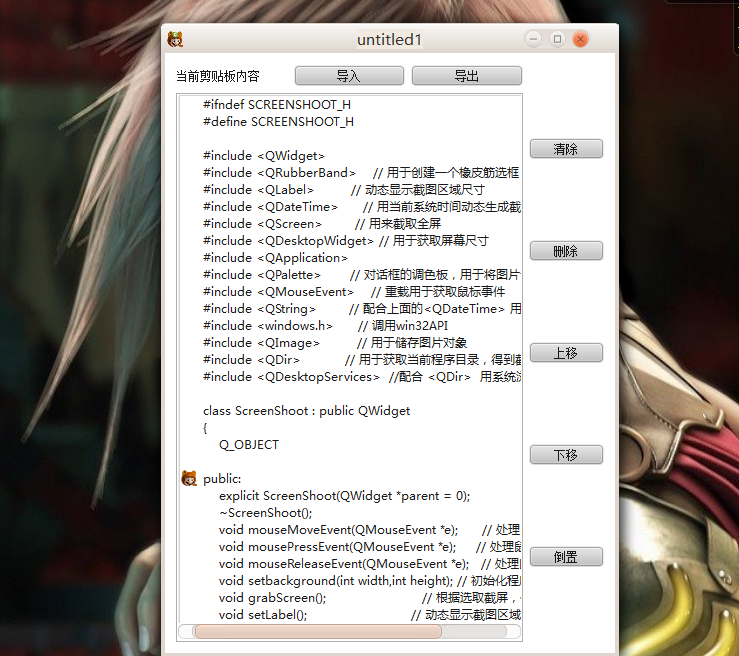 untitled1
当前剪贴板内容 导入 导出
#ifndef SCREENSHOOT_H
#define SCREENSHOOT_H
#include <QWidget>
#include <QRubberBand> // 用于创建一个橡皮筋选框
#include <QLabel> // 动态显示截图区域尺寸
#include <QDateTime> // 用当前系统时间动态生成截
#include <QScreen> // 用来截取全屏
#include <QDesktopWidget> // 用于获取屏幕尺寸
#include <QApplication>
#include <QPalette> // 对话框的调色板，用于将图片
#include <QMouseEvent> // 重载用于获取鼠标事件
#include <QString> // 配合上面的<QDateTime> 用
#include <windows.h> // 调用win32API
#include <QImage> // 用于储存图片对象
#include <QDir> // 用于获取当前程序目录，得到截
#include <QDesktopServices> //配合 <QDir> 用系统浏
class ScreenShoot : public QWidget
{
Q_OBJECT
public:
explicit ScreenShoot(QWidget *parent = 0);
~ScreenShoot();
void mouseMoveEvent(QMouseEvent *e); // 处理
void mousePressEvent(QMouseEvent *e); // 处理
void mouseReleaseEvent(QMouseEvent *e); // 处理
void setbackground(int width,int height); // 初始化程
void grabScreen(); // 根据选取截屏，
void setLabel(); // 动态显示截图区域
清除
删除
上移
下移
倒置